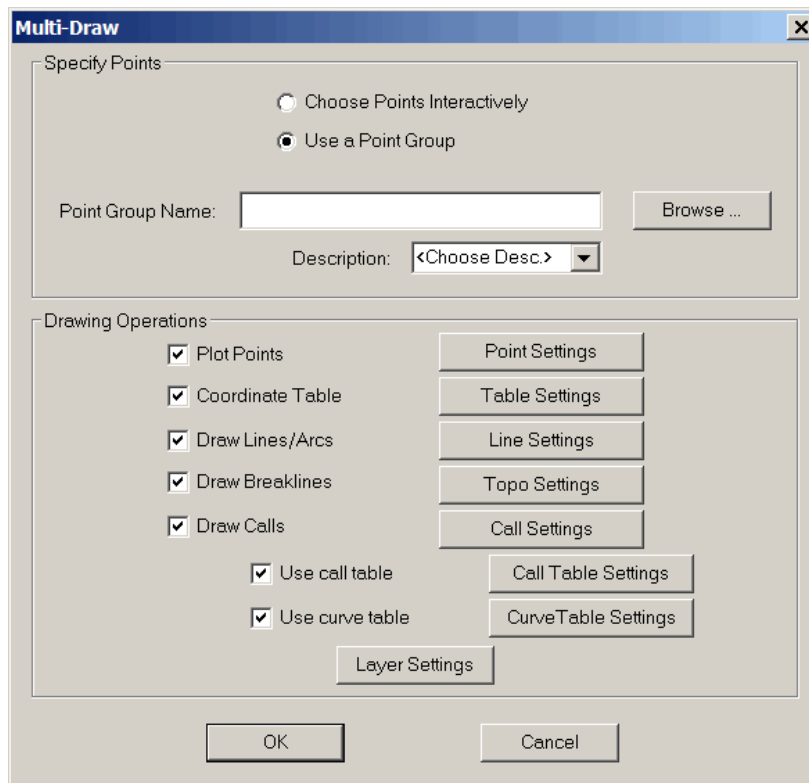 Multi-Draw
Specify Points
Choose Points Interactively
Use a Point Group
Point Group Name:
Browse ...
Description:
<Choose Desc.>
Drawing Operations
Plot Points
Point Settings
Coordinate Table
Table Settings
Draw Lines/Arcs
Line Settings
Draw Breaklines
Topo Settings
Draw Calls
Call Settings
Use call table
Call Table Settings
Use curve table
CurveTable Settings
Layer Settings
OK
Cancel